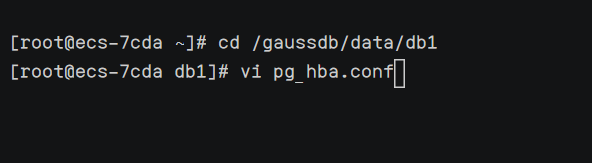 [root@ecs-7cda ~]# cd /gaussdb/data/db1
[root@ecs-7cda db1]# vi pg_hba.conf